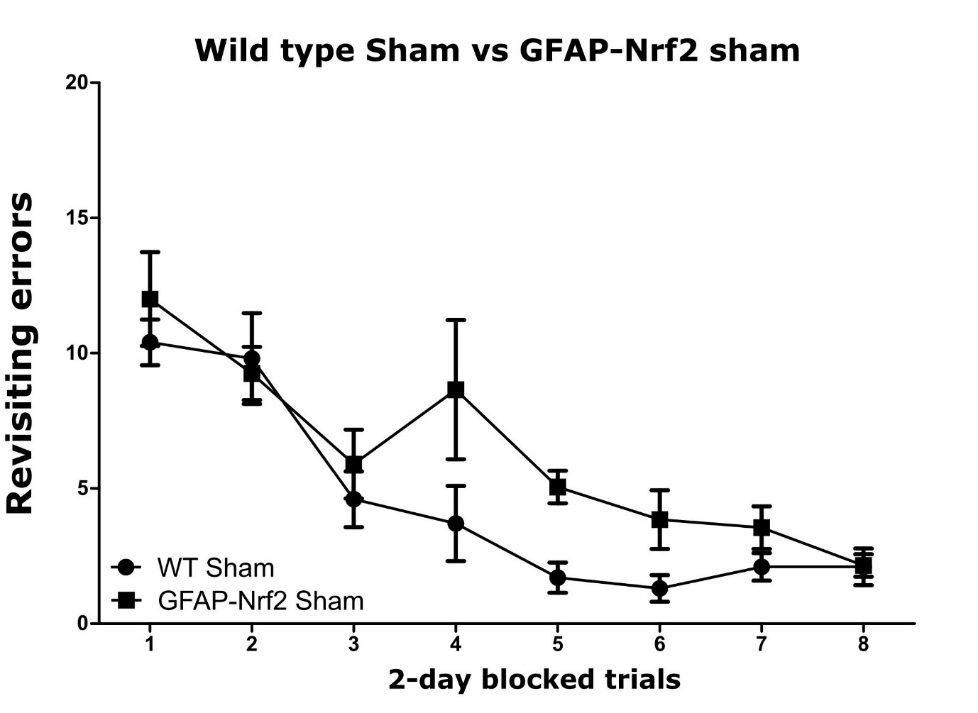 Wild type Sham vs GFAP-Nrf2 sham
20
15
10
5
0
Revisiting errors
WT Sham
GFAP-Nrf2 Sham
1 2 3 4 5 6 7 8
2-day blocked trials